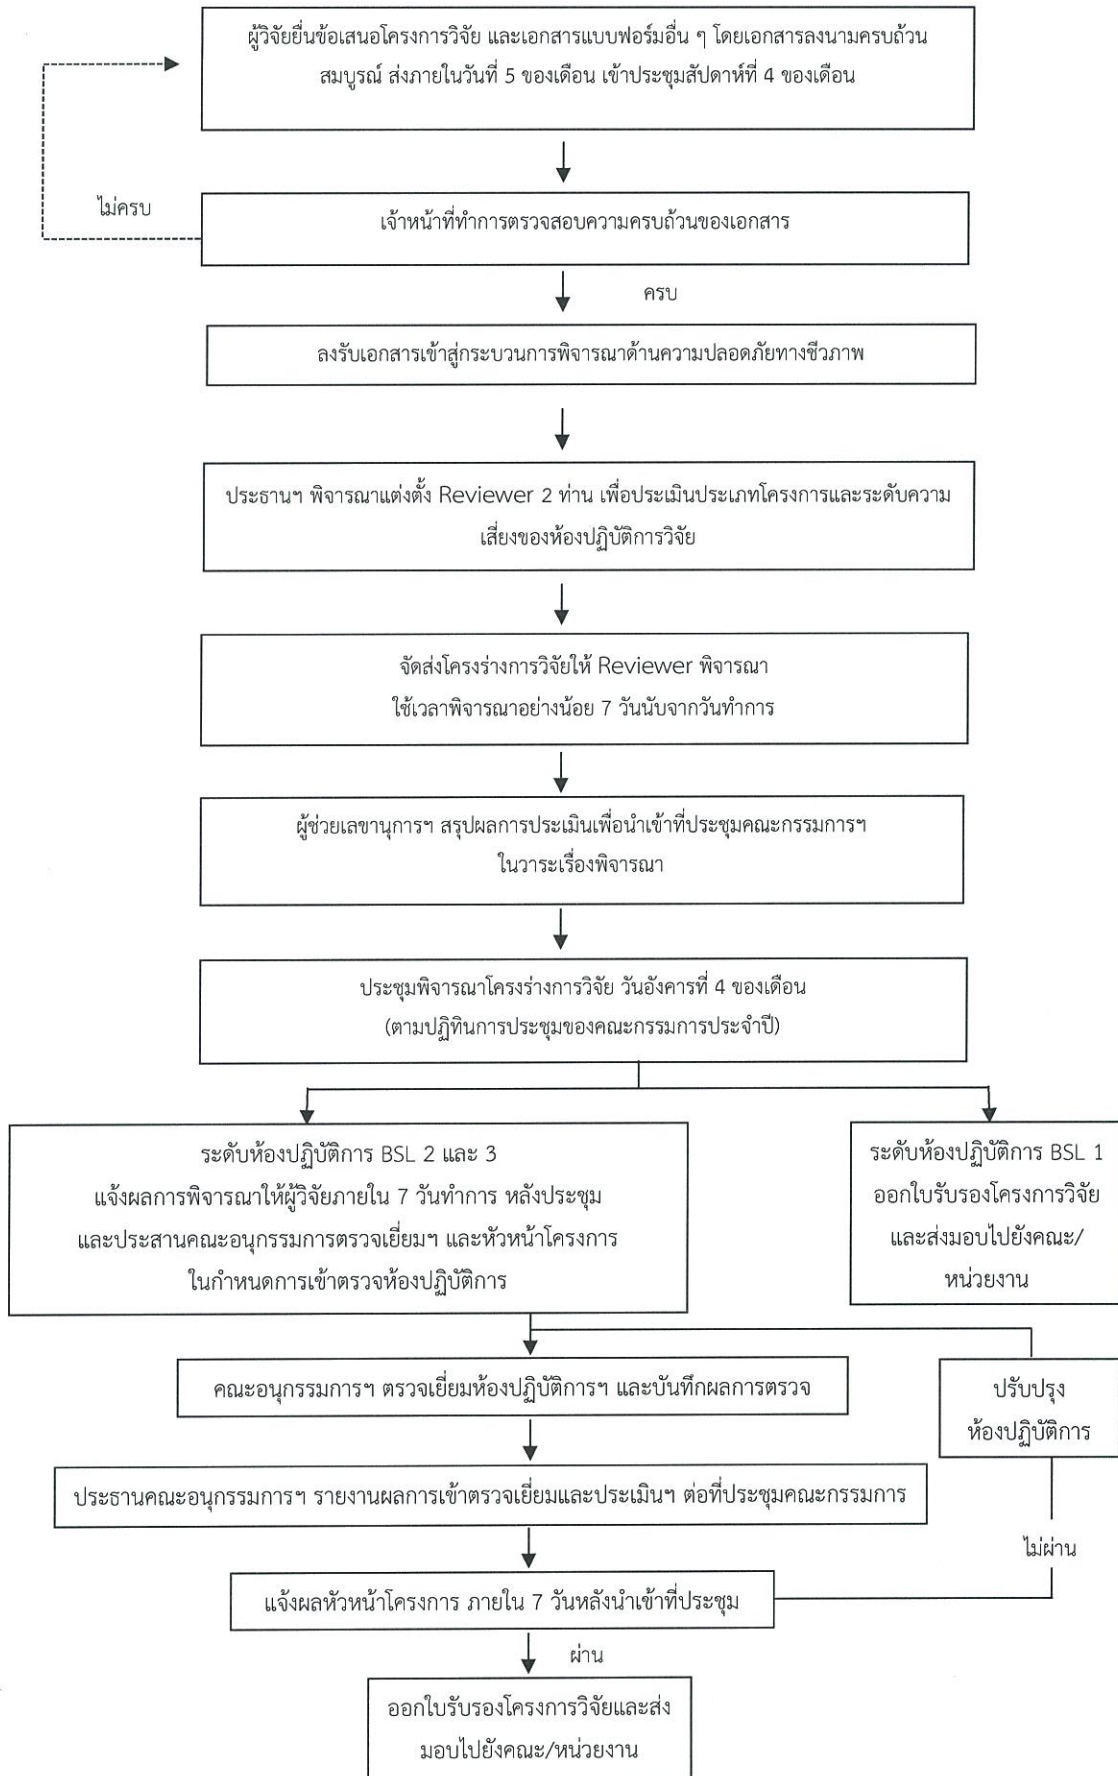 ผู้วิจัยยื่นข้อเสนอโครงการวิจัย และเอกสารแบบฟอร์มอื่น ๆ โดยเอกสารลงนามครบถ้วน
สมบูรณ์ ส่งภายในวันที่ 5 ของเดือน เข้าประชุมสัปดาห์ที่ 4 ของเดือน
ไม่ครบ
เจ้าหน้าที่ทำการตรวจสอบความครบถ้วนของเอกสาร
ครบ
ลงรับเอกสารเข้าสู่กระบวนการพิจารณาด้านความปลอดภัยทางชีวภาพ
ประธานฯ พิจารณาแต่งตั้ง Reviewer 2 ท่าน เพื่อประเมินประเภทโครงการและระดับความ
เสี่ยงของห้องปฏิบัติการวิจัย
จัดส่งโครงร่างการวิจัยให้ Reviewer พิจารณา
ใช้เวลาพิจารณาอย่างน้อย 7 วันนับจากวันทำการ
ผู้ช่วยเลขานุการฯ สรุปผลการประเมินเพื่อนำเข้าที่ประชุมคณะกรรมการฯ
ในวาระเรื่องพิจารณา
ประชุมพิจารณาโครงร่างการวิจัย วันอังคารที่ 4 ของเดือน
(ตามปฏิทินการประชุมของคณะกรรมการประจำปี)
ระดับห้องปฏิบัติการ BSL 2 และ 3
แจ้งผลการพิจารณาให้ผู้วิจัยภายใน 7 วันทำการ หลังประชุม
และประสานคณะอนุกรรมการตรวจเยี่ยมฯ และหัวหน้าโครงการ
ในกำหนดการเข้าตรวจห้องปฏิบัติการ
ระดับห้องปฏิบัติการ BSL 1
ออกใบรับรองโครงการวิจัย
และส่งมอบไปยังคณะ/
หน่วยงาน
คณะอนุกรรมการฯ ตรวจเยี่ยมห้องปฏิบัติการฯ และบันทึกผลการตรวจ
ปรับปรุง
ห้องปฏิบัติการ
ประธานคณะอนุกรรมการฯ รายงานผลการเข้าตรวจเยี่ยมและประเมินฯ ต่อที่ประชุมคณะกรรมการ
ไม่ผ่าน
แจ้งผลหัวหน้าโครงการ ภายใน 7 วันหลังนำเข้าที่ประชุม
ผ่าน
ออกใบรับรองโครงการวิจัยและส่ง
มอบไปยังคณะ/หน่วยงาน